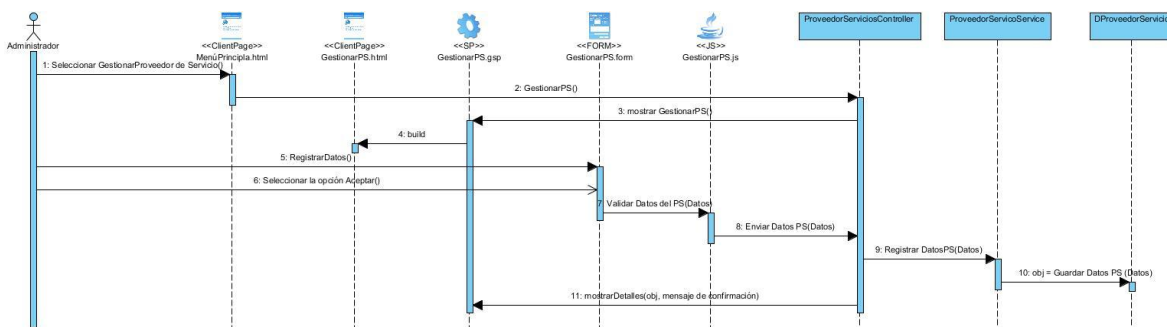 Administrador
<<ClientPage>>
MenúPrincipla.html
<<ClientPage>>
GestionarPS.html
<<SP>>
GestionarPS.gsp
<<FORM>>
GestionarPS.form
<<JS>>
GestionarPS.js
ProveedorServiciosController
ProveedorServicoService
DProveedorServicio
1: Seleccionar GestionarProveedor de Servicio()
2: GestionarPS()
3: mostrar GestionarPS()
4: build
5: RegistrarDatos()
6: Seleccionar la opción Aceptar()
7: Validar Datos del PS(Datos)
8: Enviar Datos PS(Datos)
9: Registrar DatosPS(Datos)
10: obj = Guardar Datos PS (Datos)
11: mostrarDetalles(obj, mensaje de confirmación)